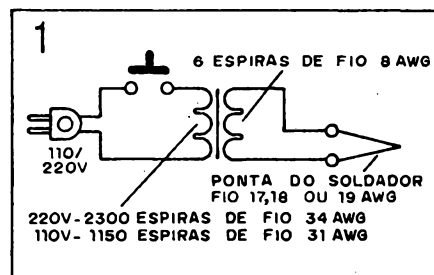 1
6 ESPIRAS DE FIO 8 AWG
110/
220V
PONTA DO SOLDADOR
FIO 17,18 OU 19 AWG
220V-2300 ESPIRAS DE FIO 34 AWG
110V-1150 ESPIRAS DE FIO 31 AWG